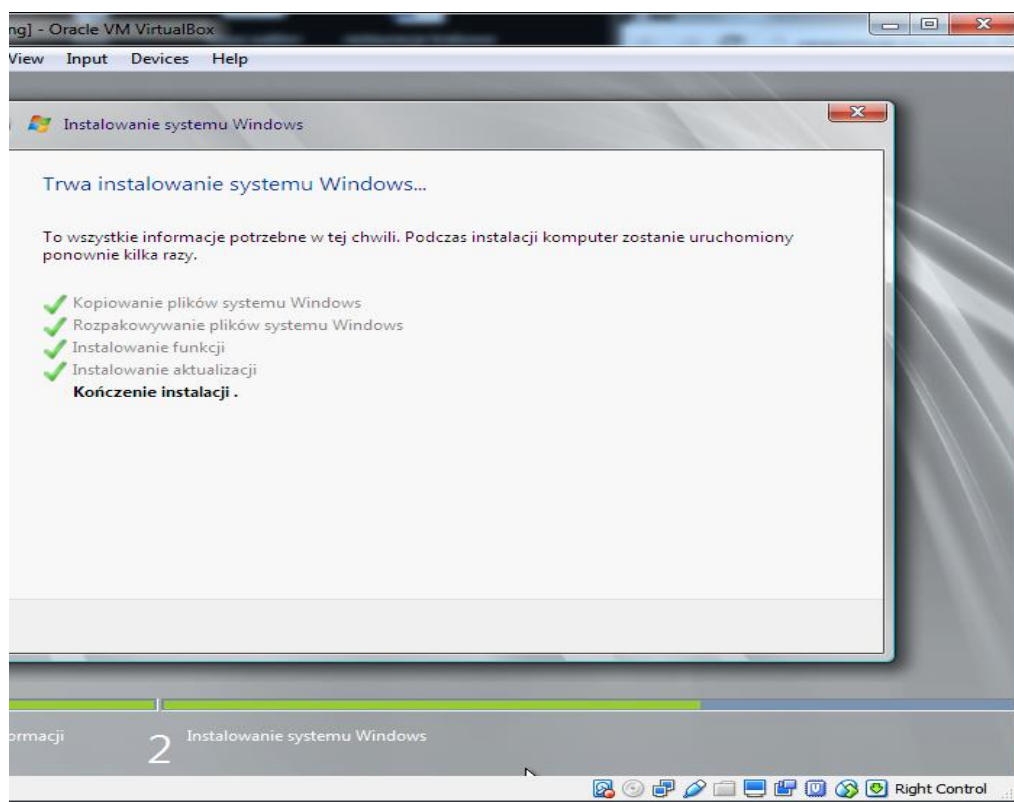 ng] - Oracle VM VirtualBox
View Input Devices Help
Instalowanie systemu Windows
Trwa instalowanie systemu Windows...
To wszystkie informacje potrzebne w tej chwili. Podczas instalacji komputer zostanie uruchomiony
ponownie kilka razy.
Kopiowanie plików systemu Windows
Rozpakowywanie plików systemu Windows
Instalowanie funkcji
Instalowanie aktualizacji
Kończenie instalacji .
ormacji
2 Instalowanie systemu Windows
Right Control